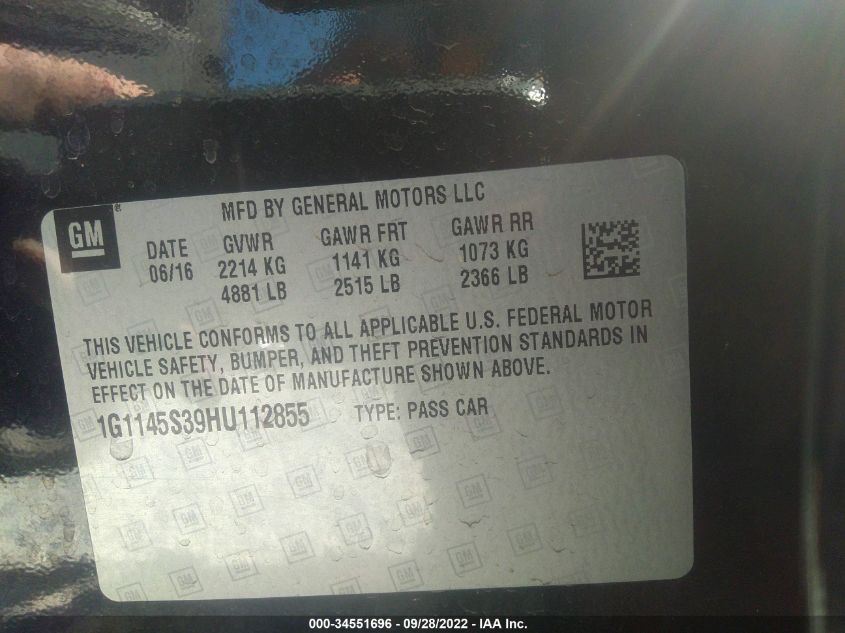 GM ®
MFD BY GENERAL MOTORS LLC
DATE GVWR GAWR FRT GAWR RR
06/16 2214 KG 1141 KG 1073 KG
4881 LB 2515 LB 2366 LB
THIS VEHICLE CONFORMS TO ALL APPLICABLE U.S. FEDERAL MOTOR
VEHICLE SAFETY, BUMPER, AND THEFT PREVENTION STANDARDS IN
EFFECT ON THE DATE OF MANUFACTURE SHOWN ABOVE.
1G1145S39HU112855 TYPE: PASS CAR
000-34551696 - 09/28/2022 - IAA Inc.